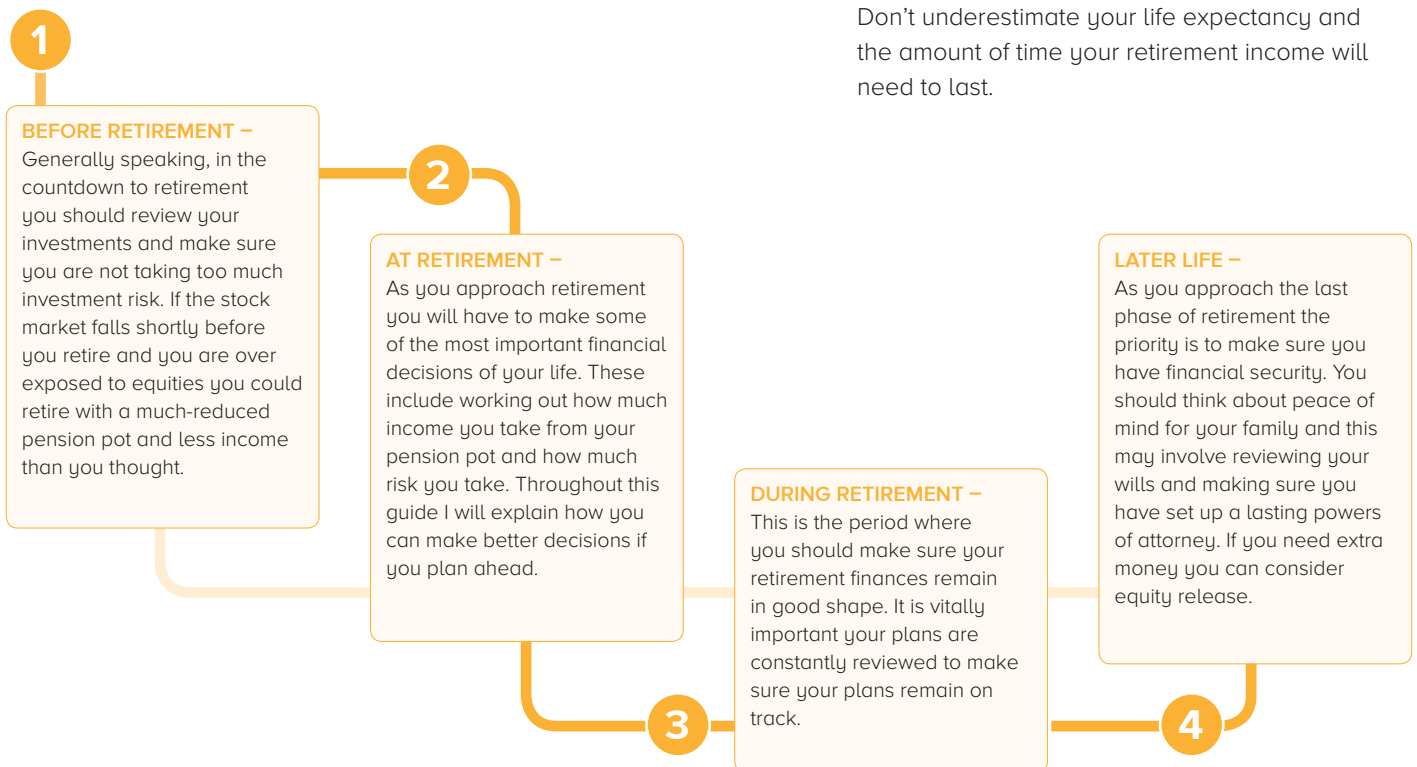 Don’t underestimate your life expectancy and
the amount of time your retirement income will
need to last.
1
BEFORE RETIREMENT –
Generally speaking, in the
countdown to retirement
you should review your
investments and make sure
you are not taking too much
investment risk. If the stock
market falls shortly before
you retire and you are over
exposed to equities you could
retire with a much-reduced
pension pot and less income
than you thought.
2
AT RETIREMENT –
As you approach retirement
you will have to make some
of the most important financial
decisions of your life. These
include working out how much
income you take from your
pension pot and how much
risk you take. Throughout this
guide I will explain how you
can make better decisions if
you plan ahead.
3
DURING RETIREMENT –
This is the period where
you should make sure your
retirement finances remain
in good shape. It is vitally
important your plans are
constantly reviewed to make
sure your plans remain on
track.
4
LATER LIFE –
As you approach the last
phase of retirement the
priority is to make sure you
have financial security. You
should think about peace of
mind for your family and this
may involve reviewing your
wills and making sure you
have set up a lasting powers
of attorney. If you need extra
money you can consider
equity release.